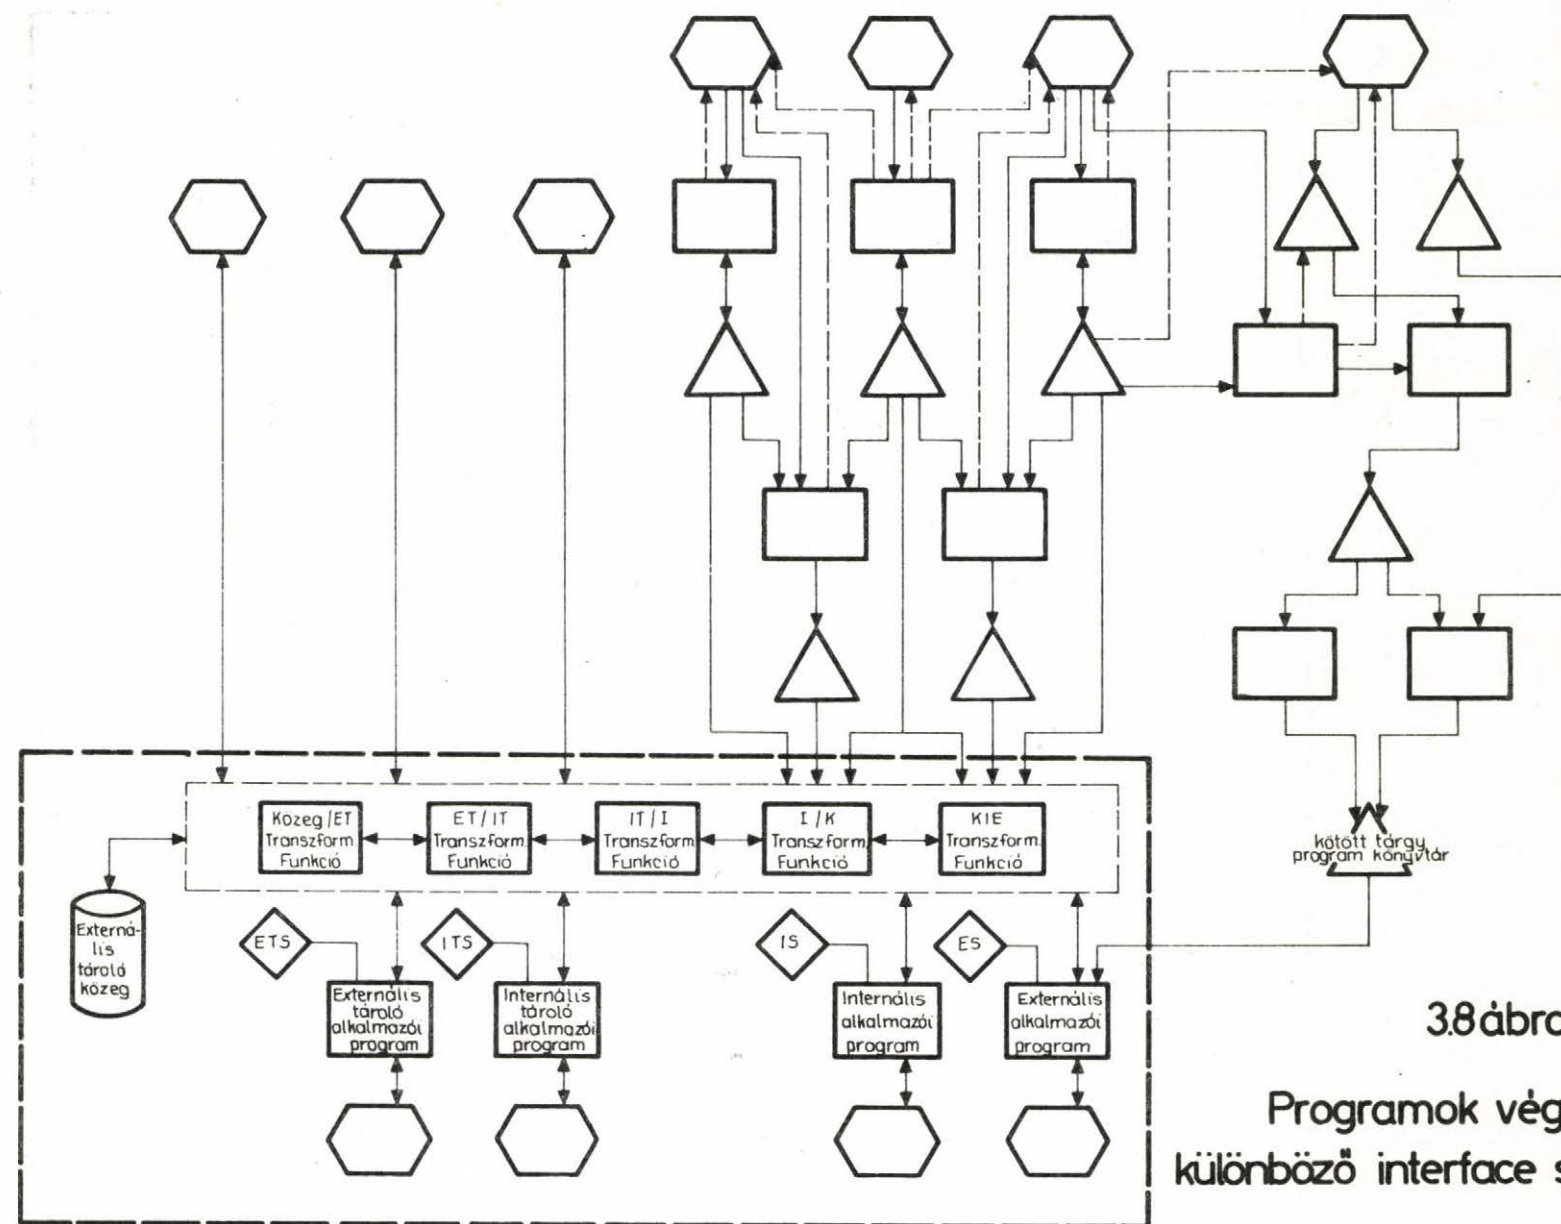 Közeg/ET
Transzform.
Funkció
ET/IT
Transzform.
Funkció
IT/I
Transzform.
Funkció
I/K
Transzform.
Funkció
KIE
Transzform.
Funkció
kötött tárgy
program könyvtár
Externá-
lis
tároló
közeg
ETS
ITS
IS
ES
Externális
tároló
alkalmazói
program
Internális
tároló
alkalmazói
program
Internális
alkalmazói
program
Externális
alkalmazói
program
3.8 ábra
Programok vég
különböző interface s